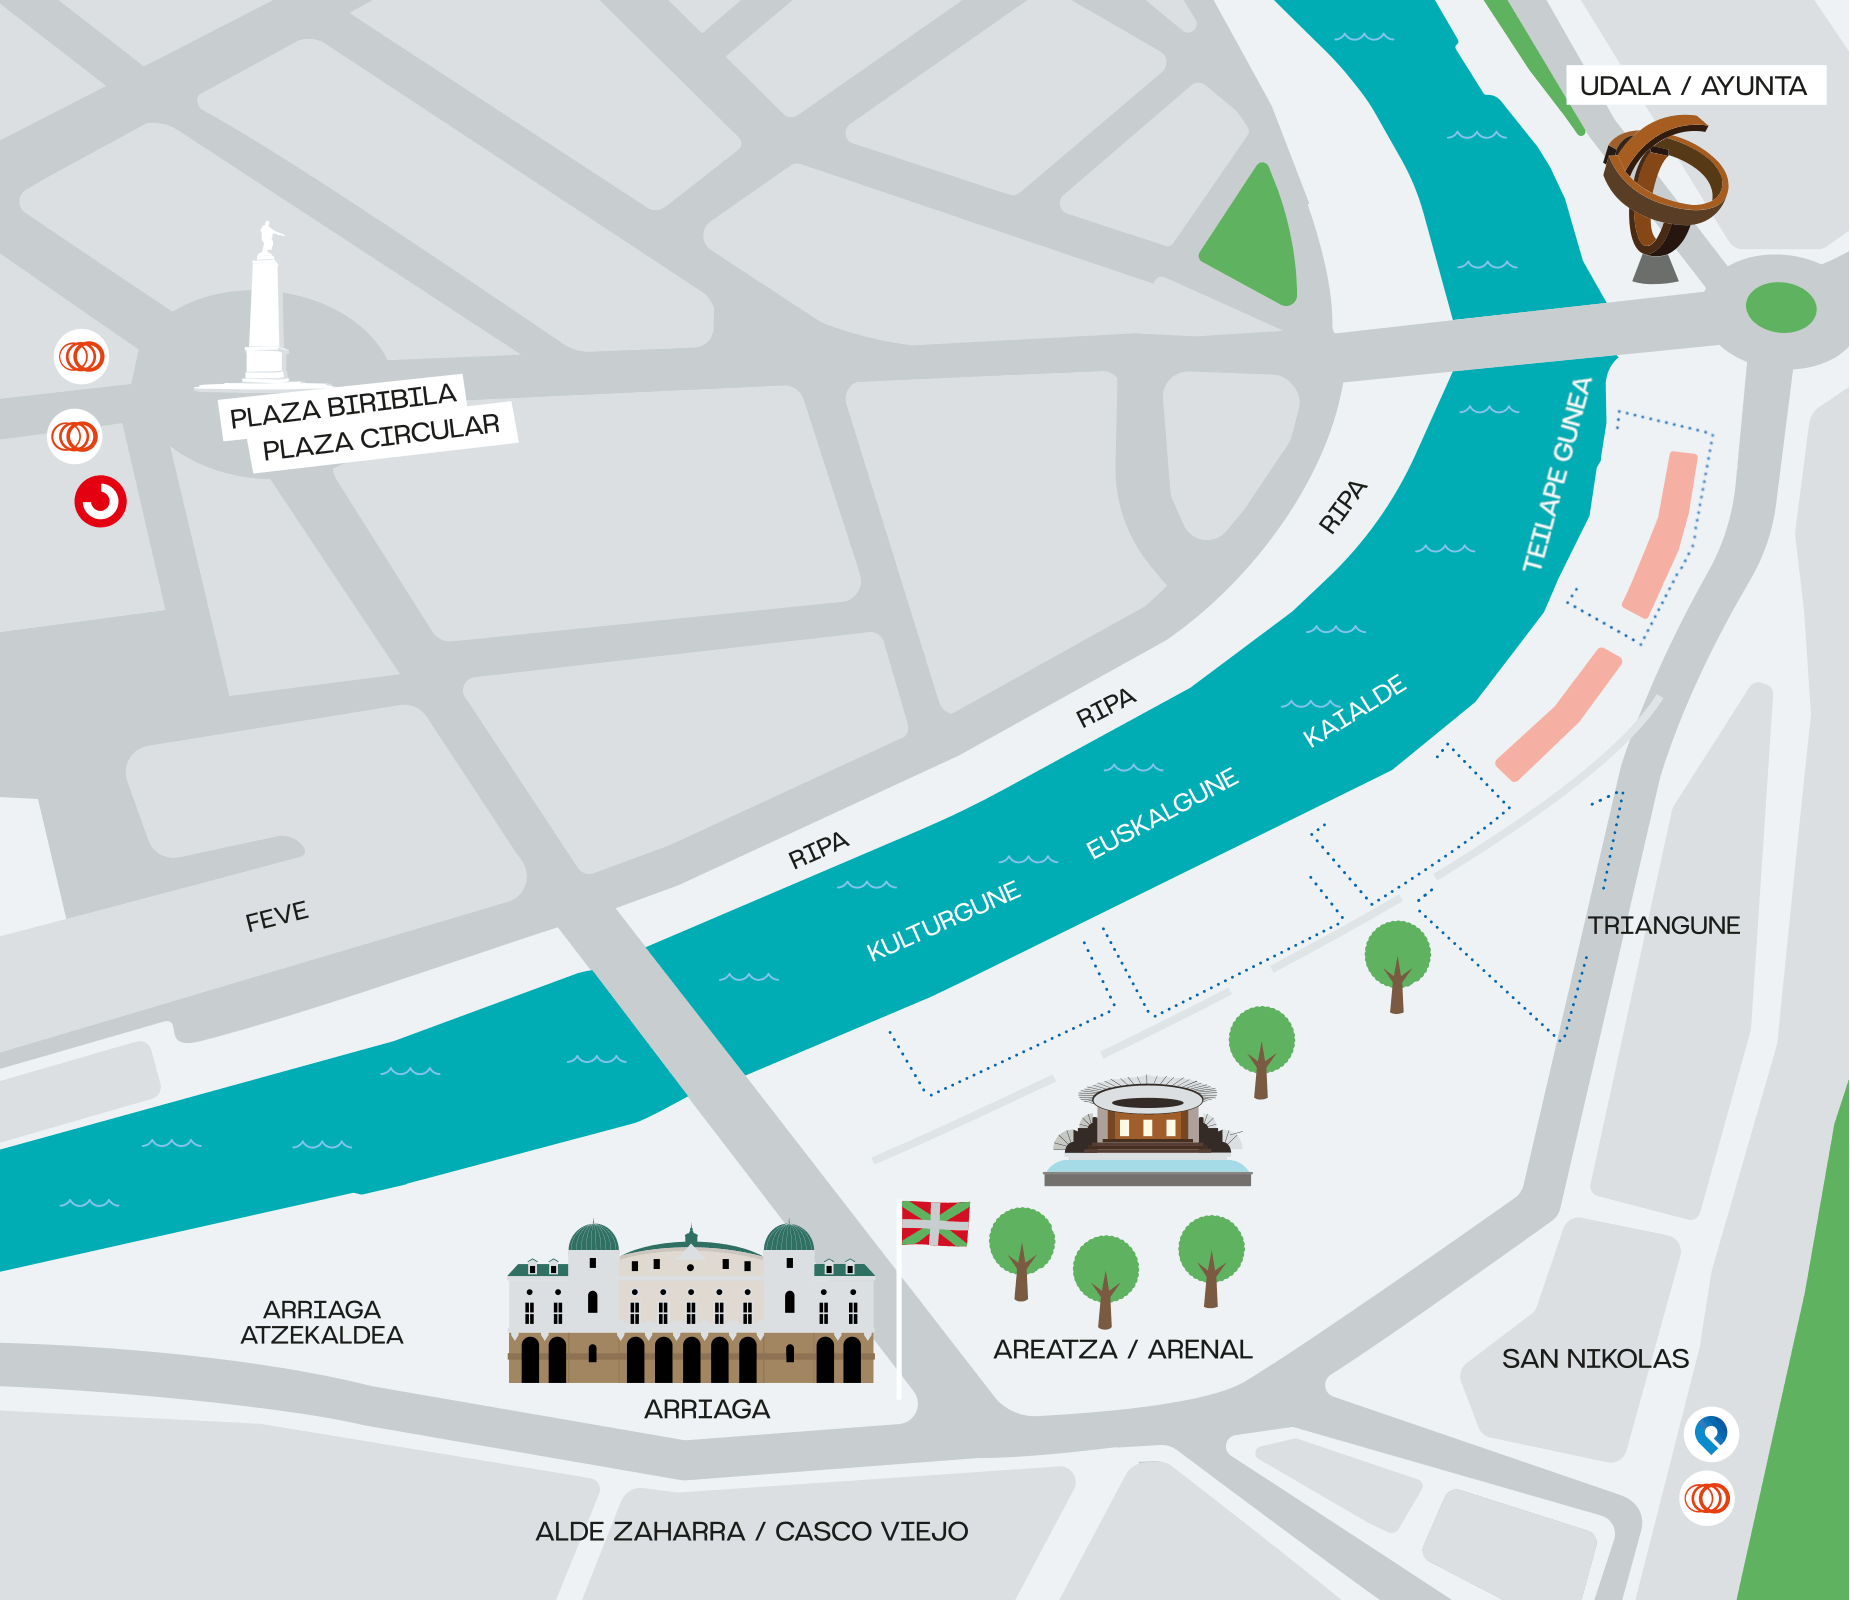 UDALA / AYUNTA
PLAZA BIRIBILA
PLAZA CIRCULAR
TEILAPE GUNEA
RIPA
RIPA
KAIALDE
EUSKALGUNE
RIPA
KULTURGUNE
FEVE
TRIANGUNE
ARRIAGA
ATZEKALDEA
AREATZA / ARENAL
SAN NIKOLAS
ARRIAGA
ALDE ZAHARRA / CASCO VIEJO